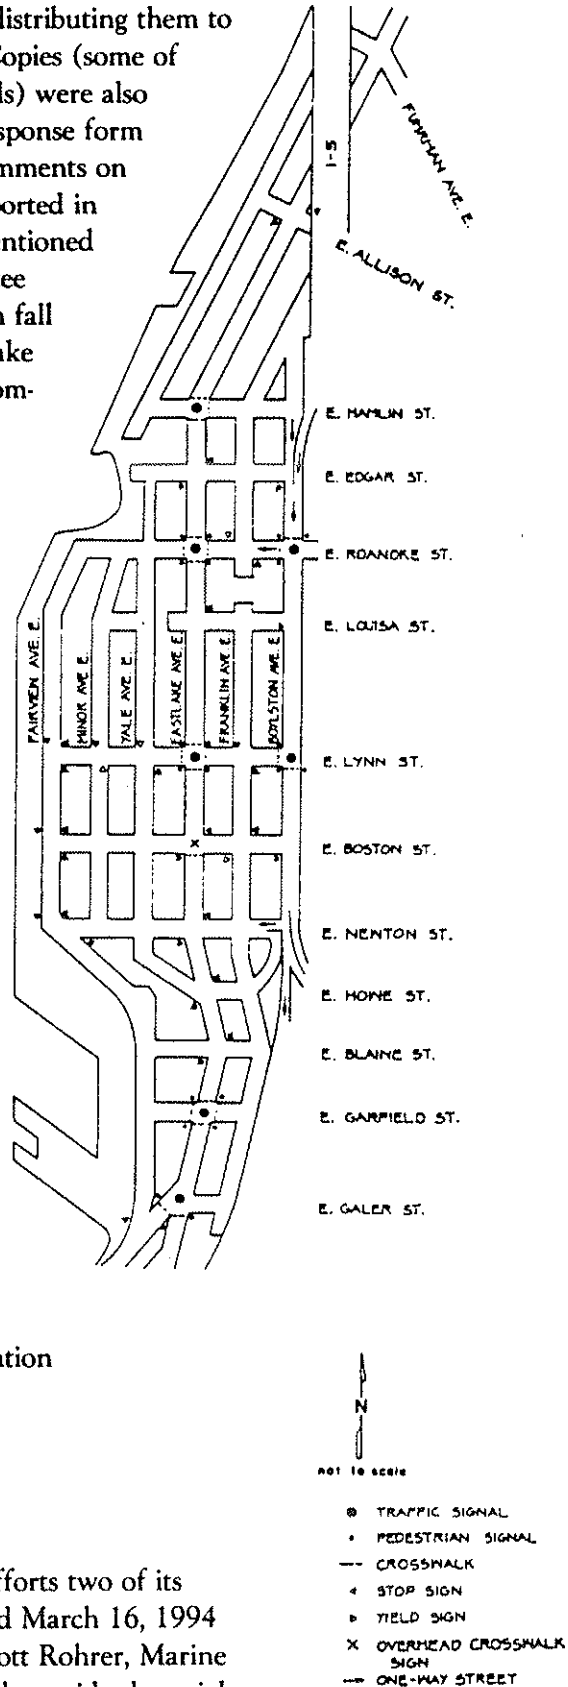 distributing them to
Copies (some of
ls) were also
sponse form
mments on
ported in
entioned
ee
n fall
ake
om-
I-5
FUHRMAN AVE. E.
E. ALLISON ST.
E. HAMLIN ST.
E. EDGAR ST.
E. ROANOKE ST.
E. LOUISA ST.
FAIRVIEW AVE. E.
MINOR AVE E.
YALE AVE. E.
EASTLAKE AVE. E.
FRANKLIN AVE. E.
BOYLSTON AVE. E.
E. LYNN ST.
E. BOSTON ST.
E. NEWTON ST.
E. HOWE ST.
E. BLAINE ST.
E. GARFIELD ST.
E. GALER ST.
ation
N
not to scale
TRAFFIC SIGNAL
PEDESTRIAN SIGNAL
CROSSWALK
STOP SIGN
YIELD SIGN
X OVERHEAD CROSSWALK
SIGN
ONE-WAY STREET
fforts two of its
d March 16, 1994
ott Rohrer, Marine